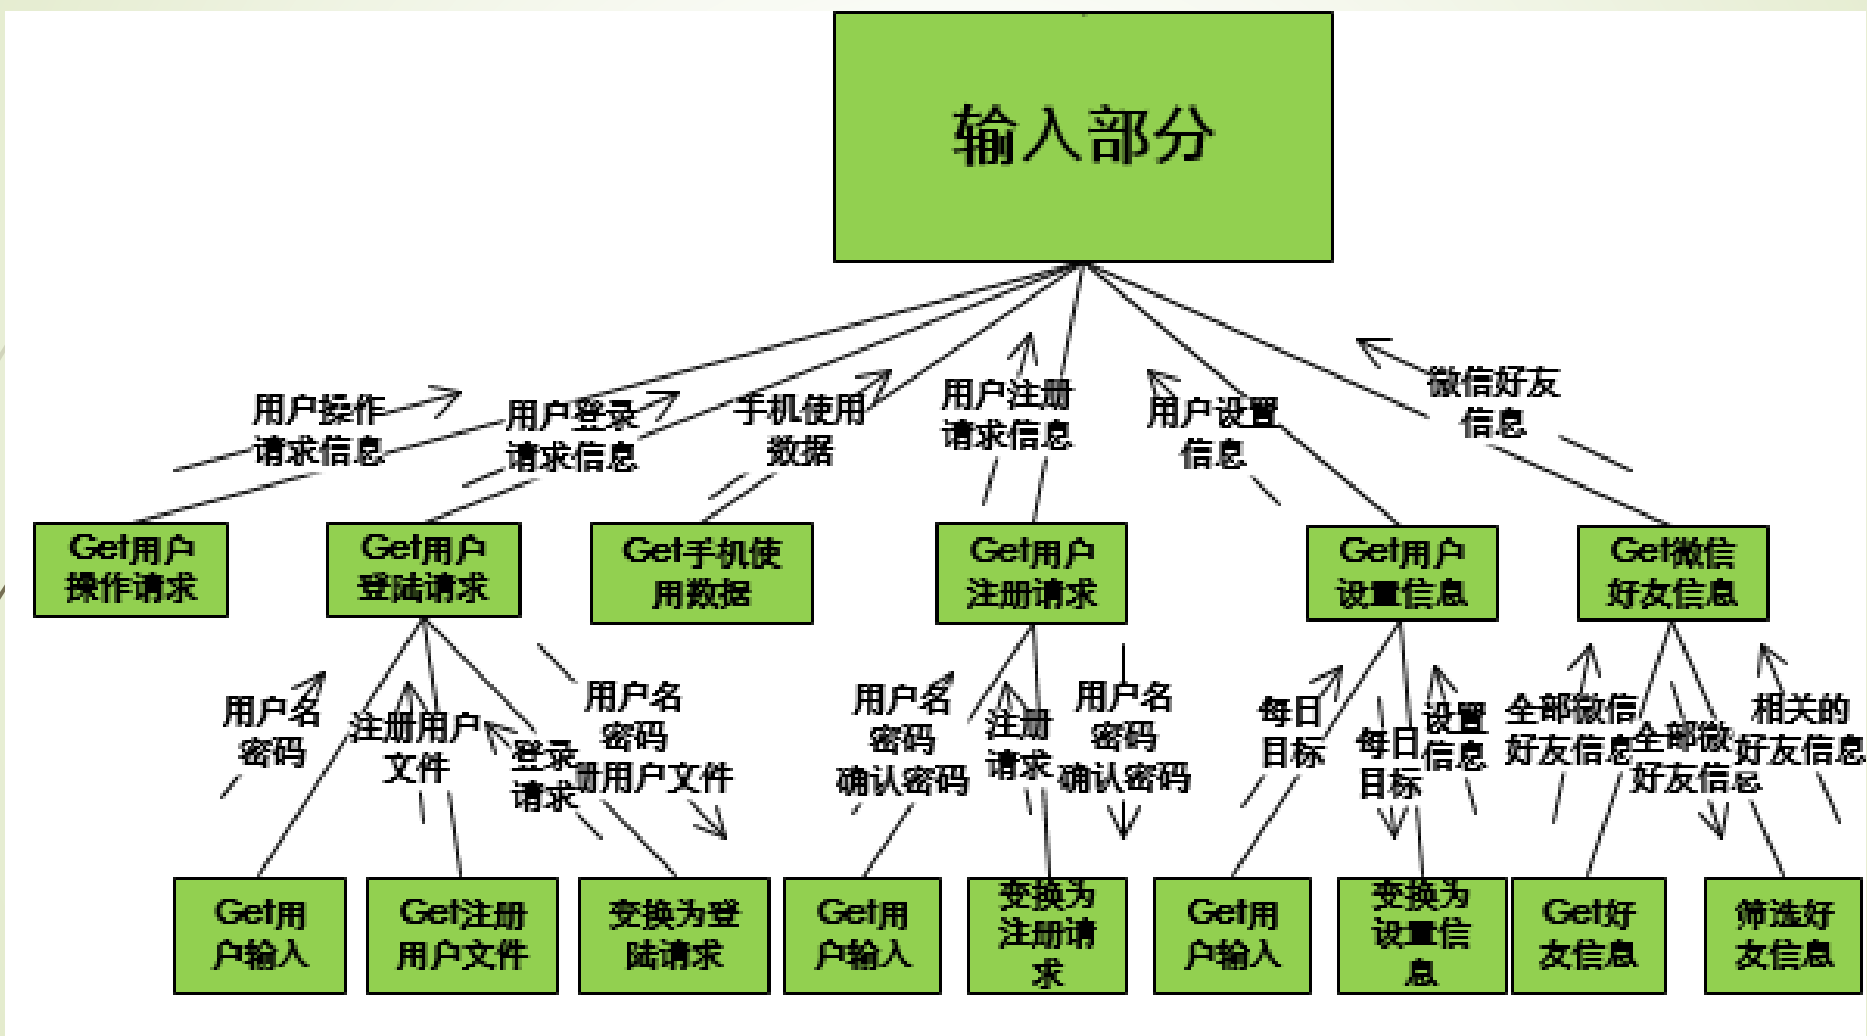 输入部分
用户操作
请求信息
用户登录
请求信息
手机使用
数据
用户注册
请求信息
用户设置
信息
微信好友
信息
Get用户
操作请求
Get用户
登陆请求
Get手机使
用数据
Get用户
注册请求
Get用户
设置信息
Get微信
好友信息
用户名
密码
注册用户
文件
登录
请求
用户名
密码
册用户文件
用户名
密码
确认密码
注册
请求
用户名
密码
确认密码
每日
目标
每日
目标
设置
信息
全部微信
好友信息
全部微
好友信息
相关的
好友信息
Get用
户输入
Get注册
用户文件
变换为登
陆请求
Get用
户输入
变换为
注册请
求
Get用
户输入
变换为
设置信
息
Get好
友信息
筛选好
友信息